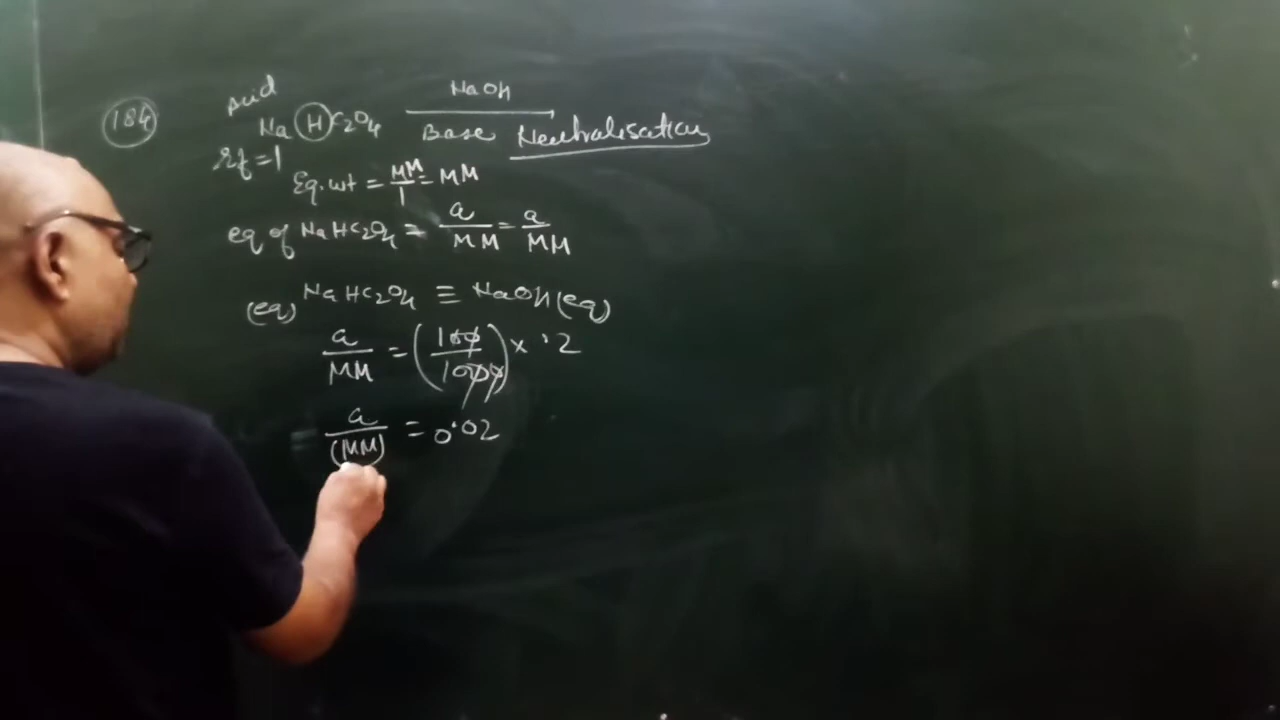 184 Acid NaOH
Na H C2O4 Base Neutralisation
xf = 1
Eq. wt = MM/1 = MM
eq of NaHC2O4 = a/MM = a/MM
(eq) NaHC2O4 ≡ NaOH (eq)
a/MM = (100/1000) x .2
a/(MM) = 0.02